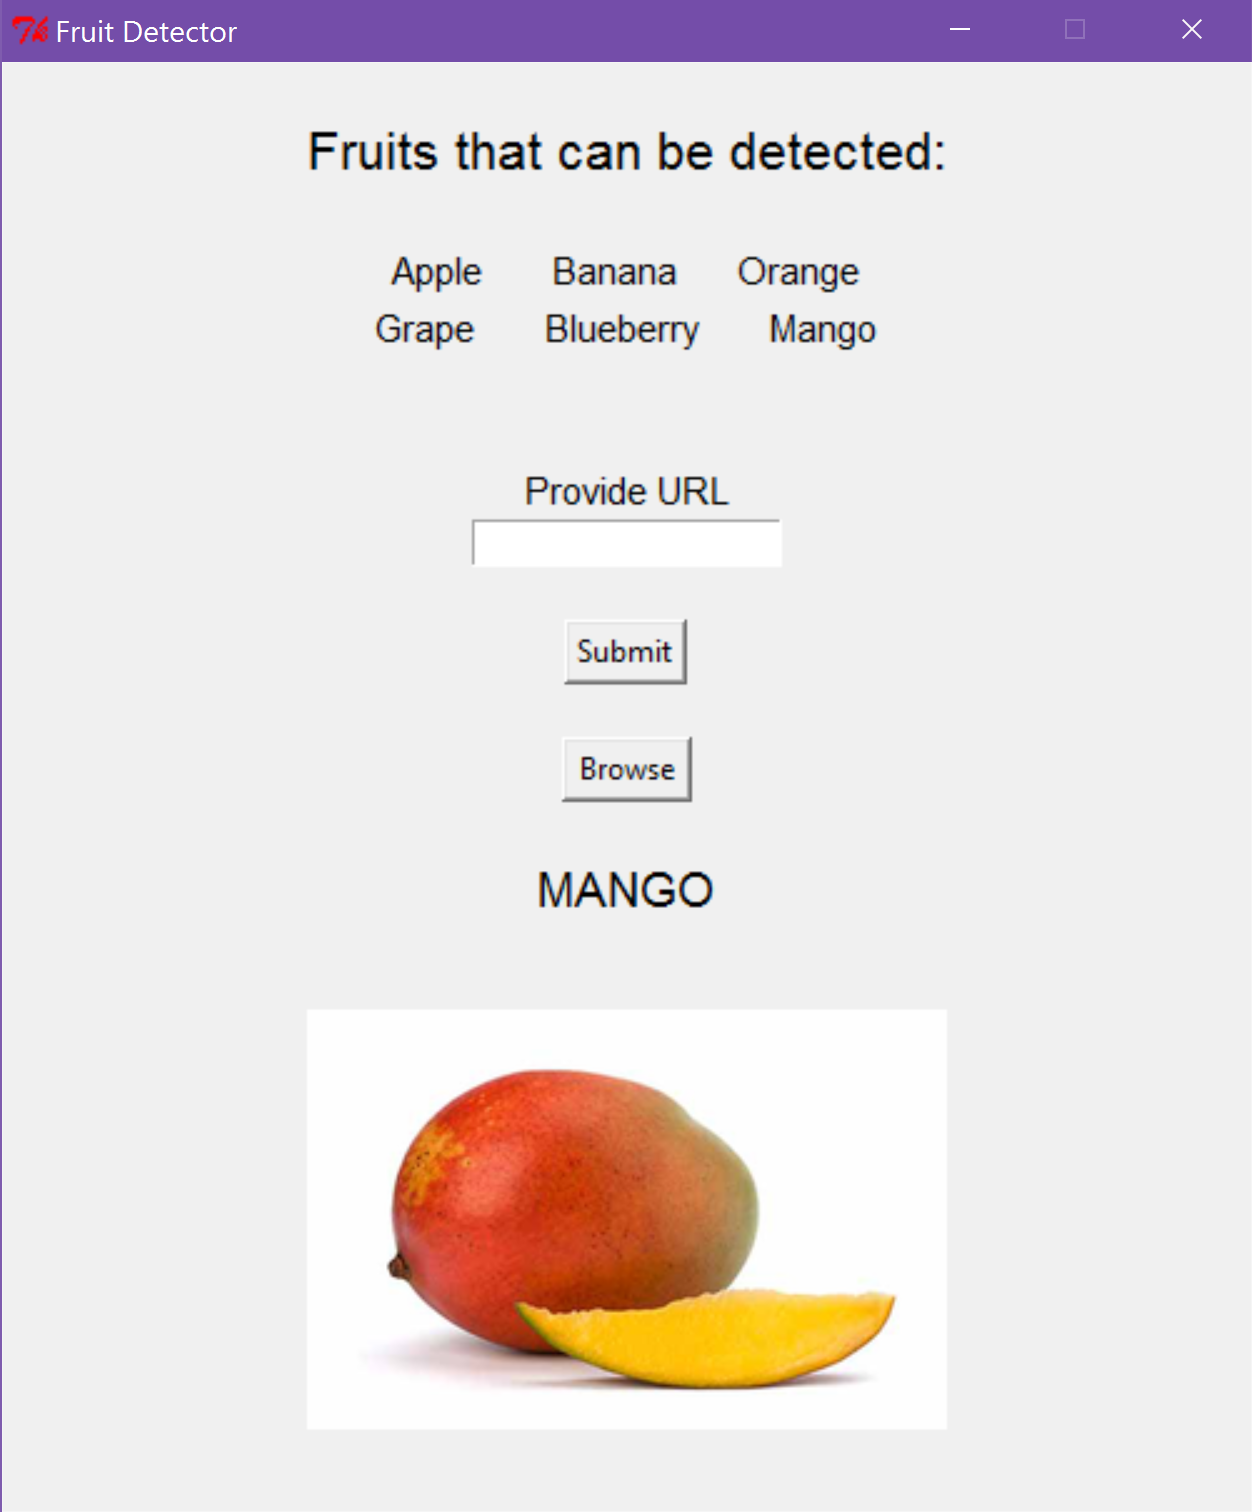 Fruit Detector
Fruits that can be detected:
Apple Banana Orange
Grape Blueberry Mango
Provide URL
Submit
Browse
MANGO